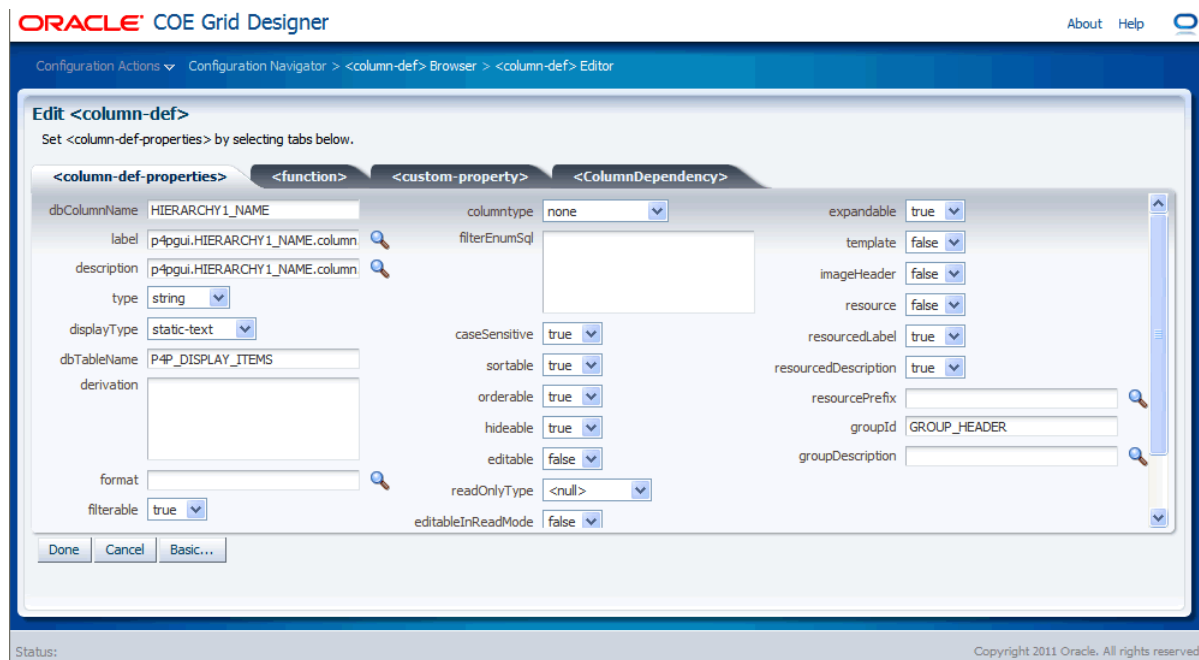 ORACLE COE Grid Designer
About Help
Configuration Actions Configuration Navigator > <column-def> Browser > <column-def> Editor
Edit <column-def>
Set <column-def-properties> by selecting tabs below.
<column-def-properties> <function> <custom-property> <ColumnDependency>
dbColumnName HIERARCHY1_NAME
label p4pgui.HIERARCHY1_NAME.column
description p4pgui.HIERARCHY1_NAME.column
type string
displayType static-text
dbTableName P4P_DISPLAY_ITEMS
derivation
format
filterable true
columntype none
filterEnumSql
caseSensitive true
sortable true
orderable true
hideable true
editable false
readOnlyType <null>
editableInReadMode false
expandable true
template false
imageHeader false
resource false
resourcedLabel true
resourcedDescription true
resourcePrefix
groupId GROUP_HEADER
groupDescription
Done Cancel Basic...
Status:
Copyright 2011 Oracle. All rights reserved